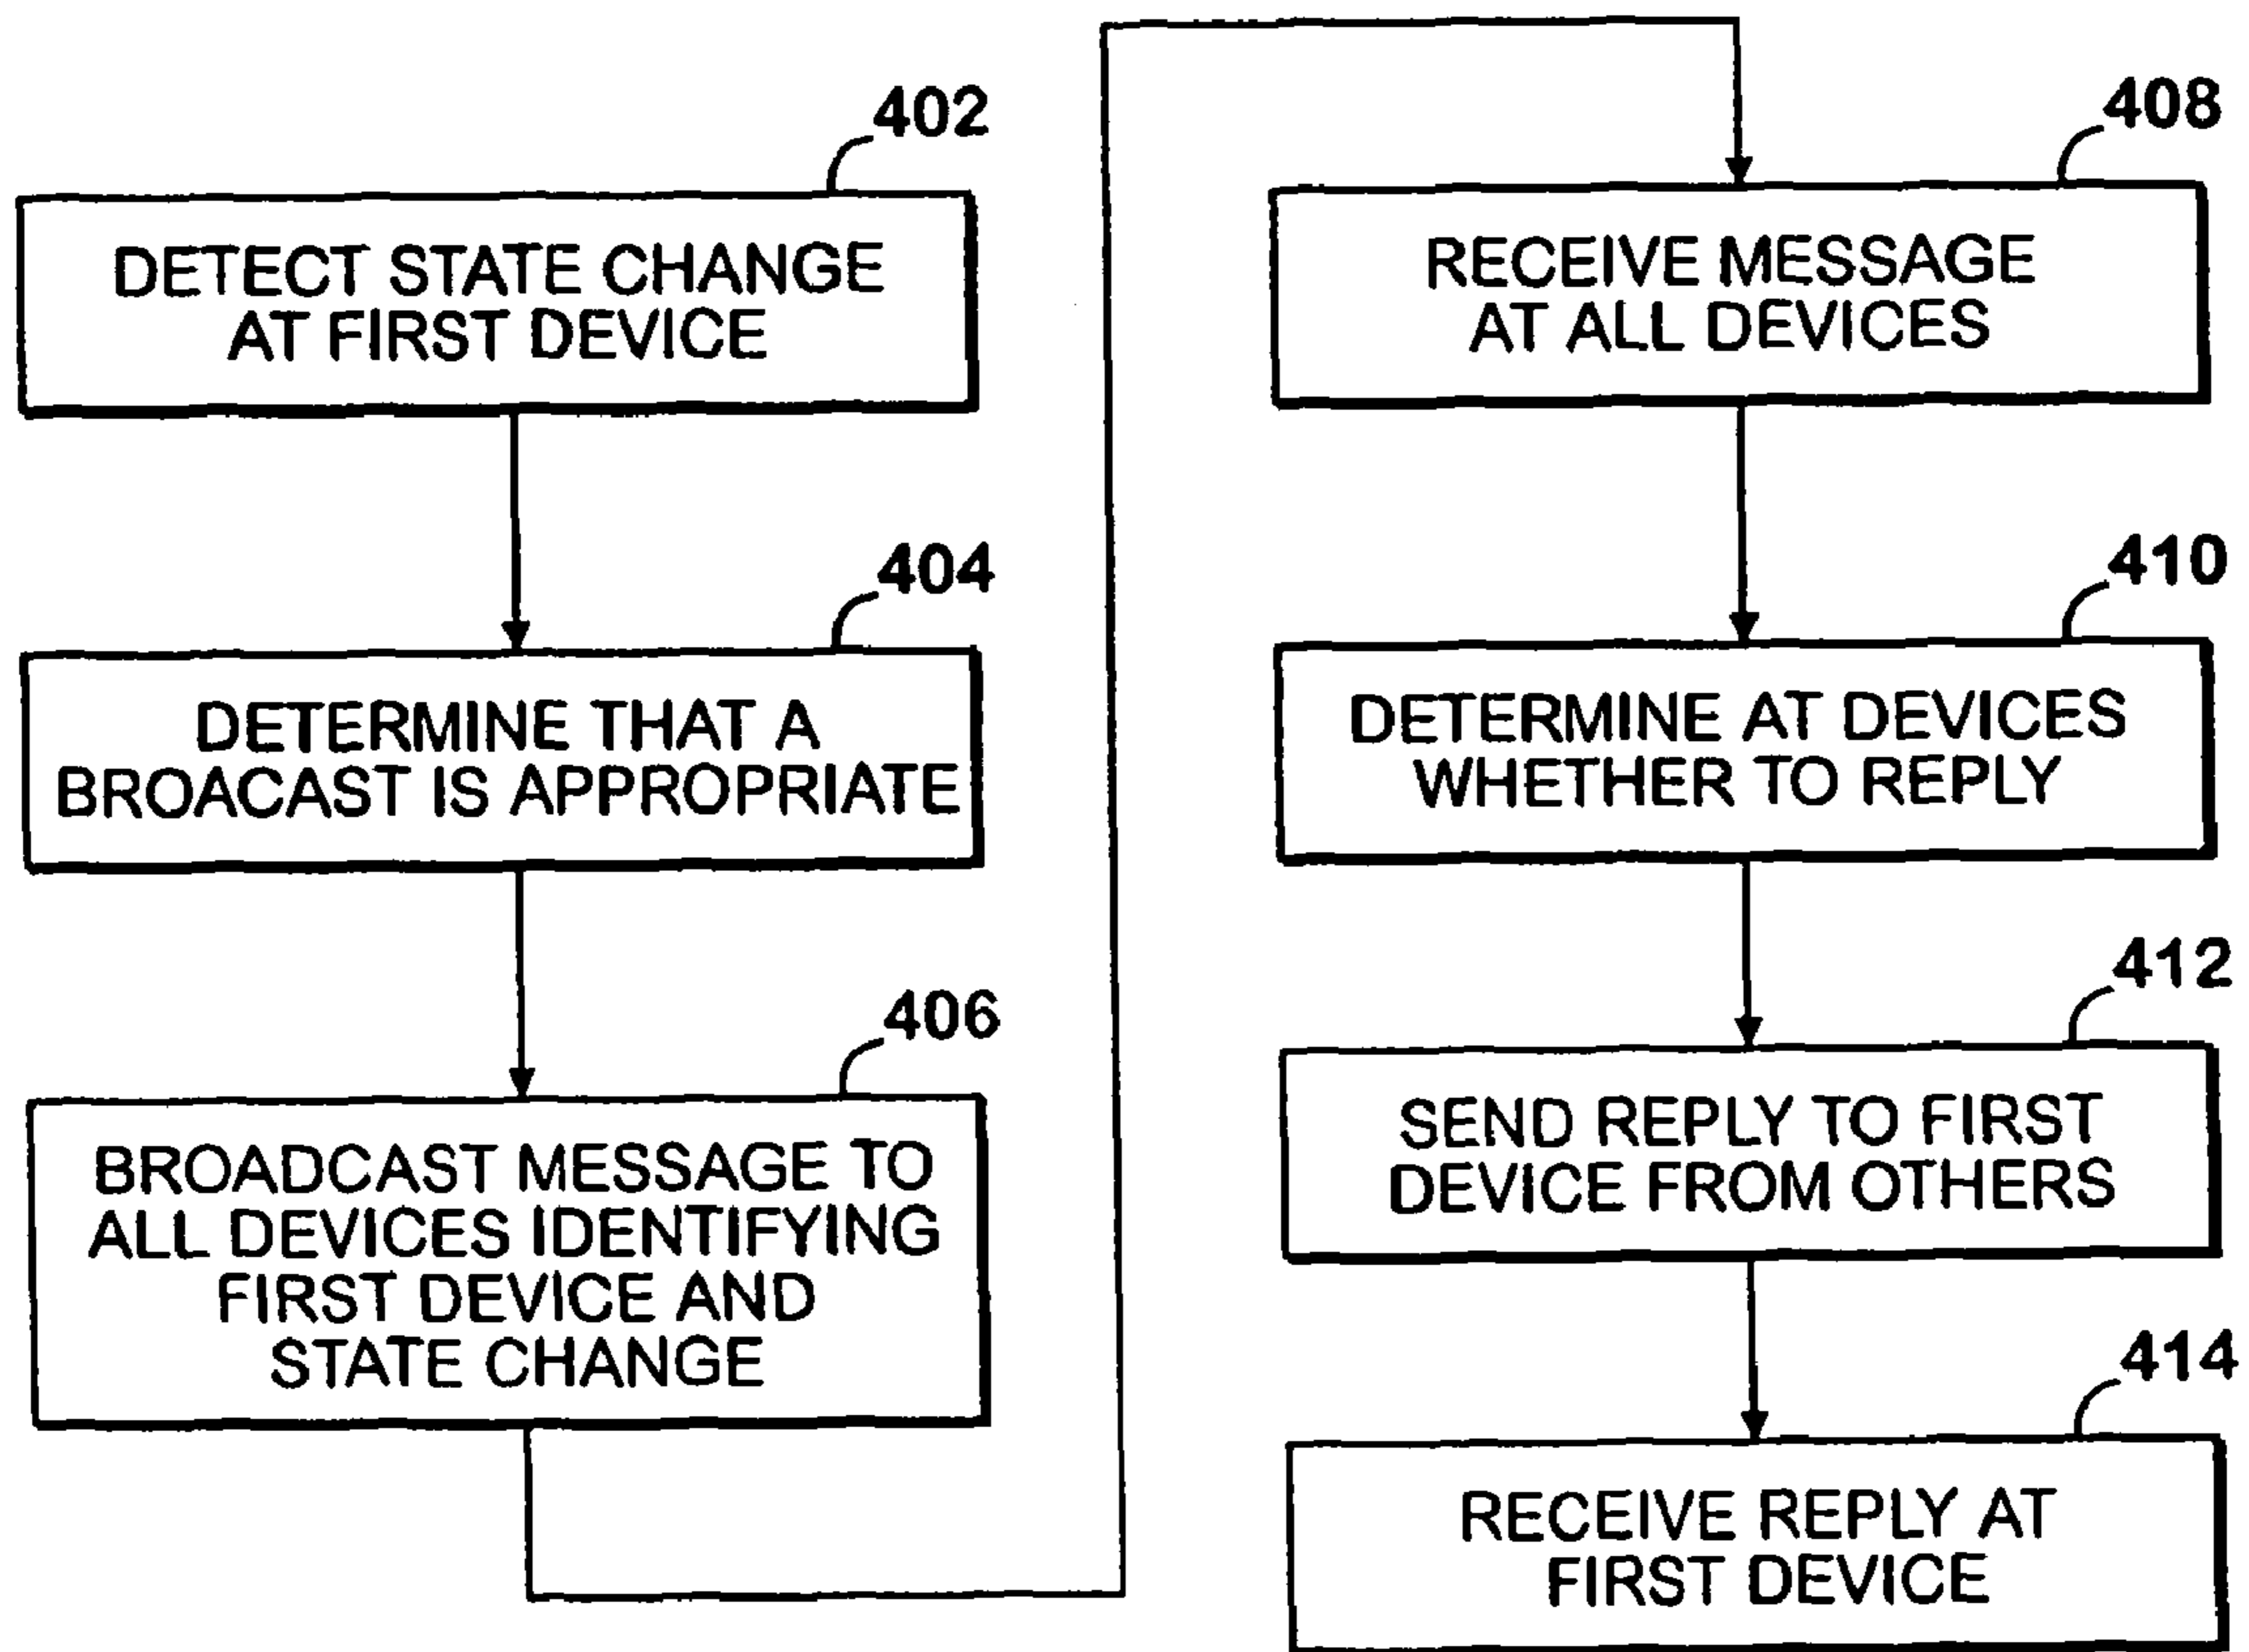 402
DETECT STATE CHANGE
AT FIRST DEVICE
404
DETERMINE THAT A
BROACAST IS APPROPRIATE
406
BROADCAST MESSAGE TO
ALL DEVICES IDENTIFYING
FIRST DEVICE AND
STATE CHANGE
408
RECEIVE MESSAGE
AT ALL DEVICES
410
DETERMINE AT DEVICES
WHETHER TO REPLY
412
SEND REPLY TO FIRST
DEVICE FROM OTHERS
414
RECEIVE REPLY AT
FIRST DEVICE